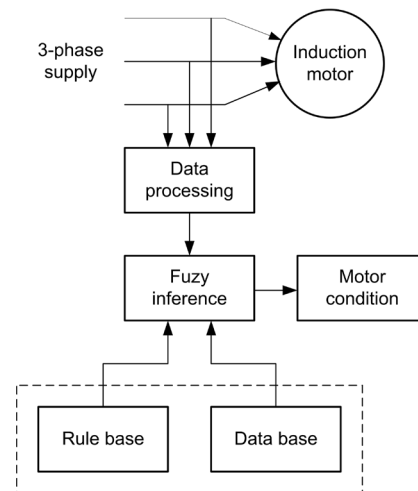 3-phase
supply
Induction
motor
Data
processing
Fuzy
inference
Motor
condition
Rule base
Data base